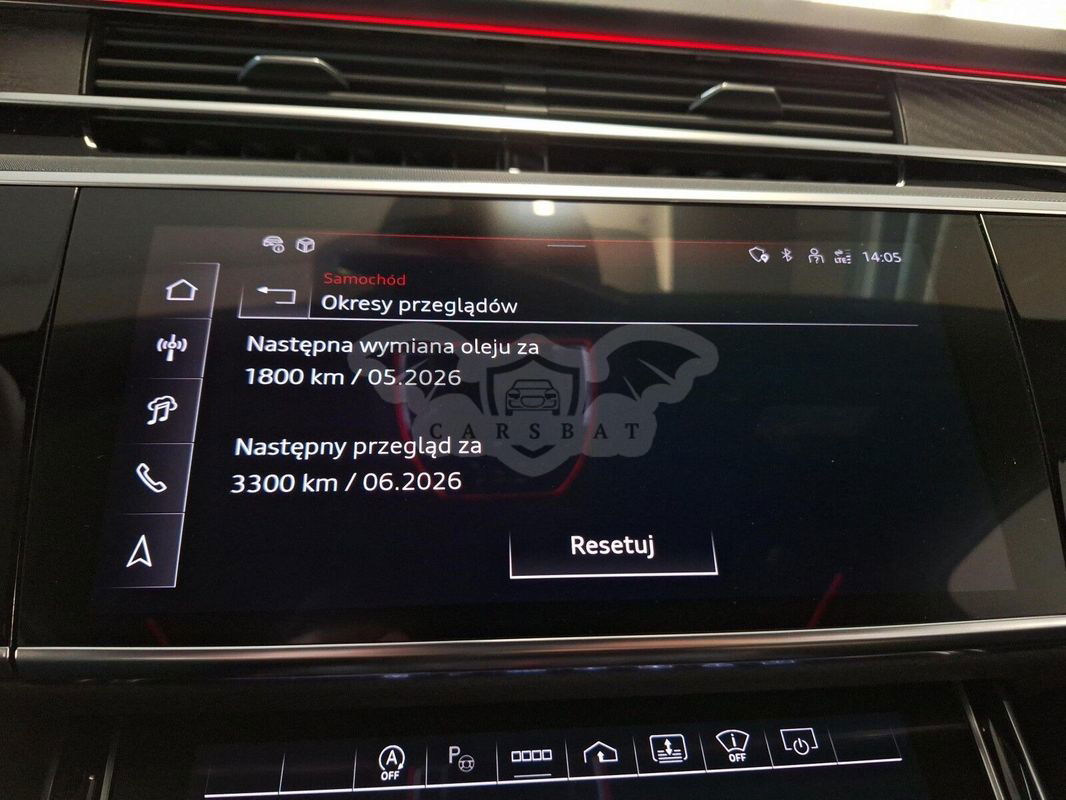 LTE
14:05
Samochód
Okresy przeglądów
Następna wymiana oleju za
1800 km / 05.2026
CARSBAT
Następny przegląd za
3300 km / 06.2026
Resetuj
A
OFF
P
i
OFF